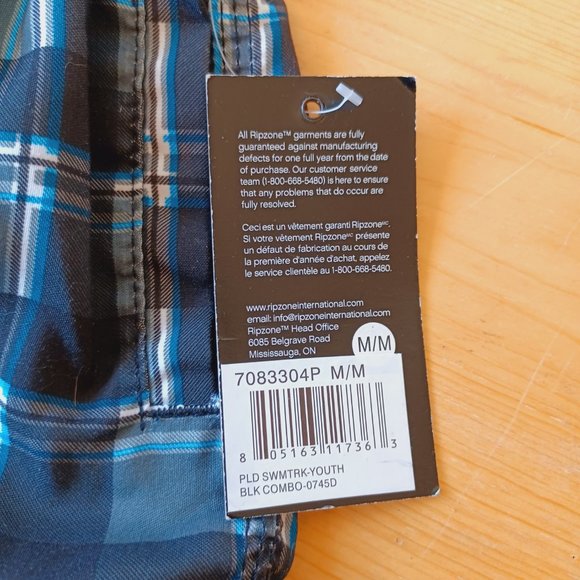 All Ripzone™ garments are fully
guaranteed against manufacturing
defects for one full year from the date
of purchase. Our customer service
team (1-800-668-5480) is here to ensure
that any problems that do occur are
fully resolved.
Ceci est un vêtement garanti Ripzoneᴹᶜ.
Si votre vêtement Ripzoneᴹᶜ présente
un défaut de fabrication au cours de
la première d'année d'achat, appelez
le service clientèle au 1-800-668-5480.
www.ripzoneinternational.com
email: info@ripzoneinternational.com
Ripzone™ Head Office
6085 Belgrave Road
Mississauga, ON
M/M
7083304P M/M
8 05163 11736 3
PLD SWMTRK-YOUTH
BLK COMBO-0745D